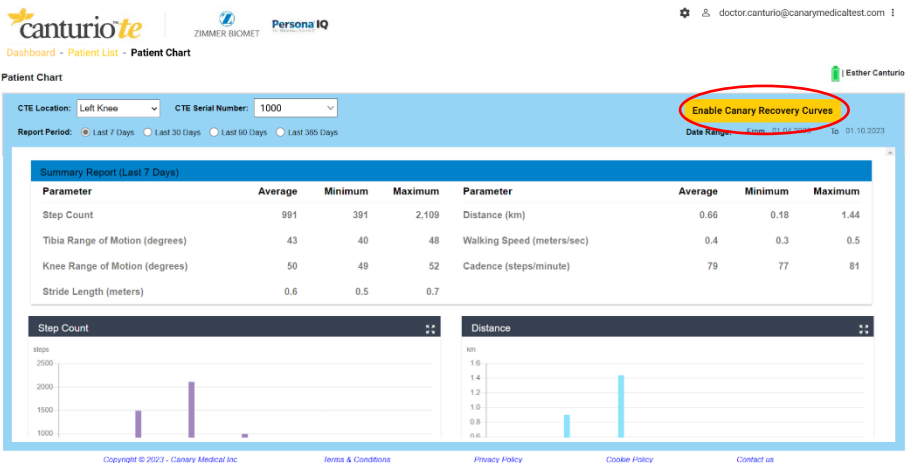 canturio te ZIMMER BIOMET Persona IQ doctor.canturio@canarymedicaltest.com
Dashboard - Patient List - Patient Chart
Patient Chart | Esther Canturio
CTE Location: Left Knee CTE Serial Number: 1000 Enable Canary Recovery Curves
Report Period: Last 7 Days Last 30 Days Last 90 Days Last 365 Days Date Range: From 01.04.2023 To 01.10.2023
Summary Report (Last 7 Days)
Parameter Average Minimum Maximum Parameter Average Minimum Maximum
Step Count 991 391 2,109 Distance (km) 0.66 0.18 1.44
Tibia Range of Motion (degrees) 43 40 48 Walking Speed (meters/sec) 0.4 0.3 0.5
Knee Range of Motion (degrees) 50 49 52 Cadence (steps/minute) 79 77 81
Stride Length (meters) 0.6 0.5 0.7
Step Count Distance
steps km
2500 1.6
1.4
2000 1.2
1500 1.0
0.8
1000 0.6
Copyright © 2023 - Canary Medical Inc Terms & Conditions Privacy Policy Cookie Policy Contact us